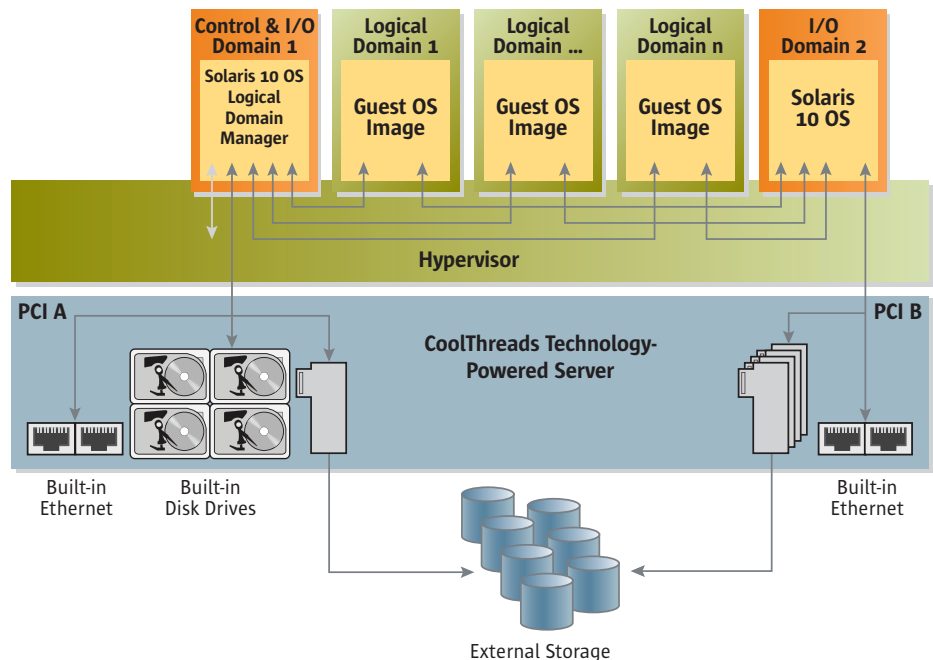 Control & I/O
Domain 1
Solaris 10 OS
Logical
Domain
Manager
Logical
Domain 1
Guest OS
Image
Logical
Domain ...
Guest OS
Image
Logical
Domain n
Guest OS
Image
I/O
Domain 2
Solaris
10 OS
Hypervisor
PCI A
CoolThreads Technology-
Powered Server
PCI B
Built-in
Ethernet
Built-in
Disk Drives
Built-in
Ethernet
External Storage